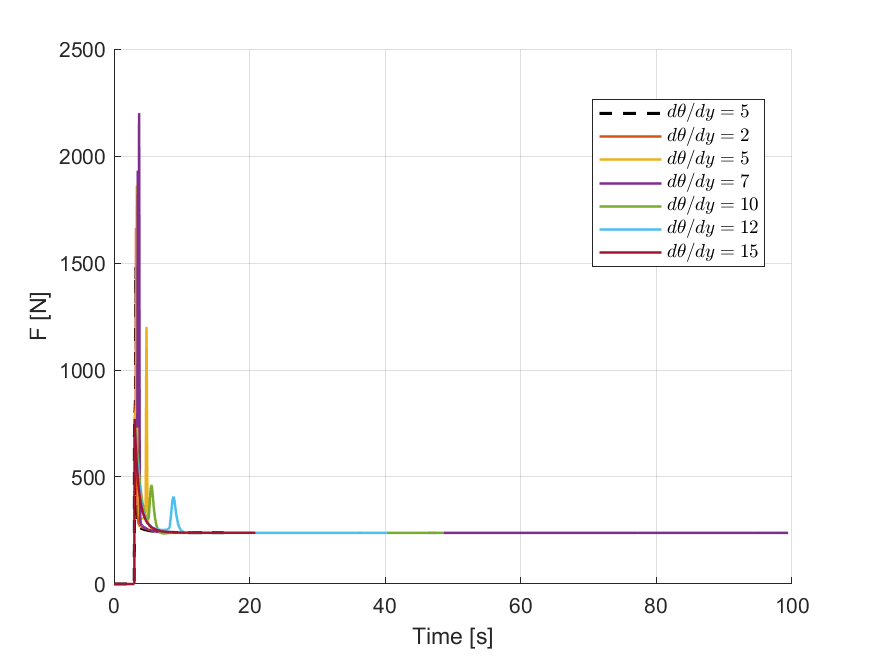 2500
2000
1500
1000
500
0
F [N]
0 20 40 60 80 100
Time [s]
dθ/dy = 5
dθ/dy = 2
dθ/dy = 5
dθ/dy = 7
dθ/dy = 10
dθ/dy = 12
dθ/dy = 15